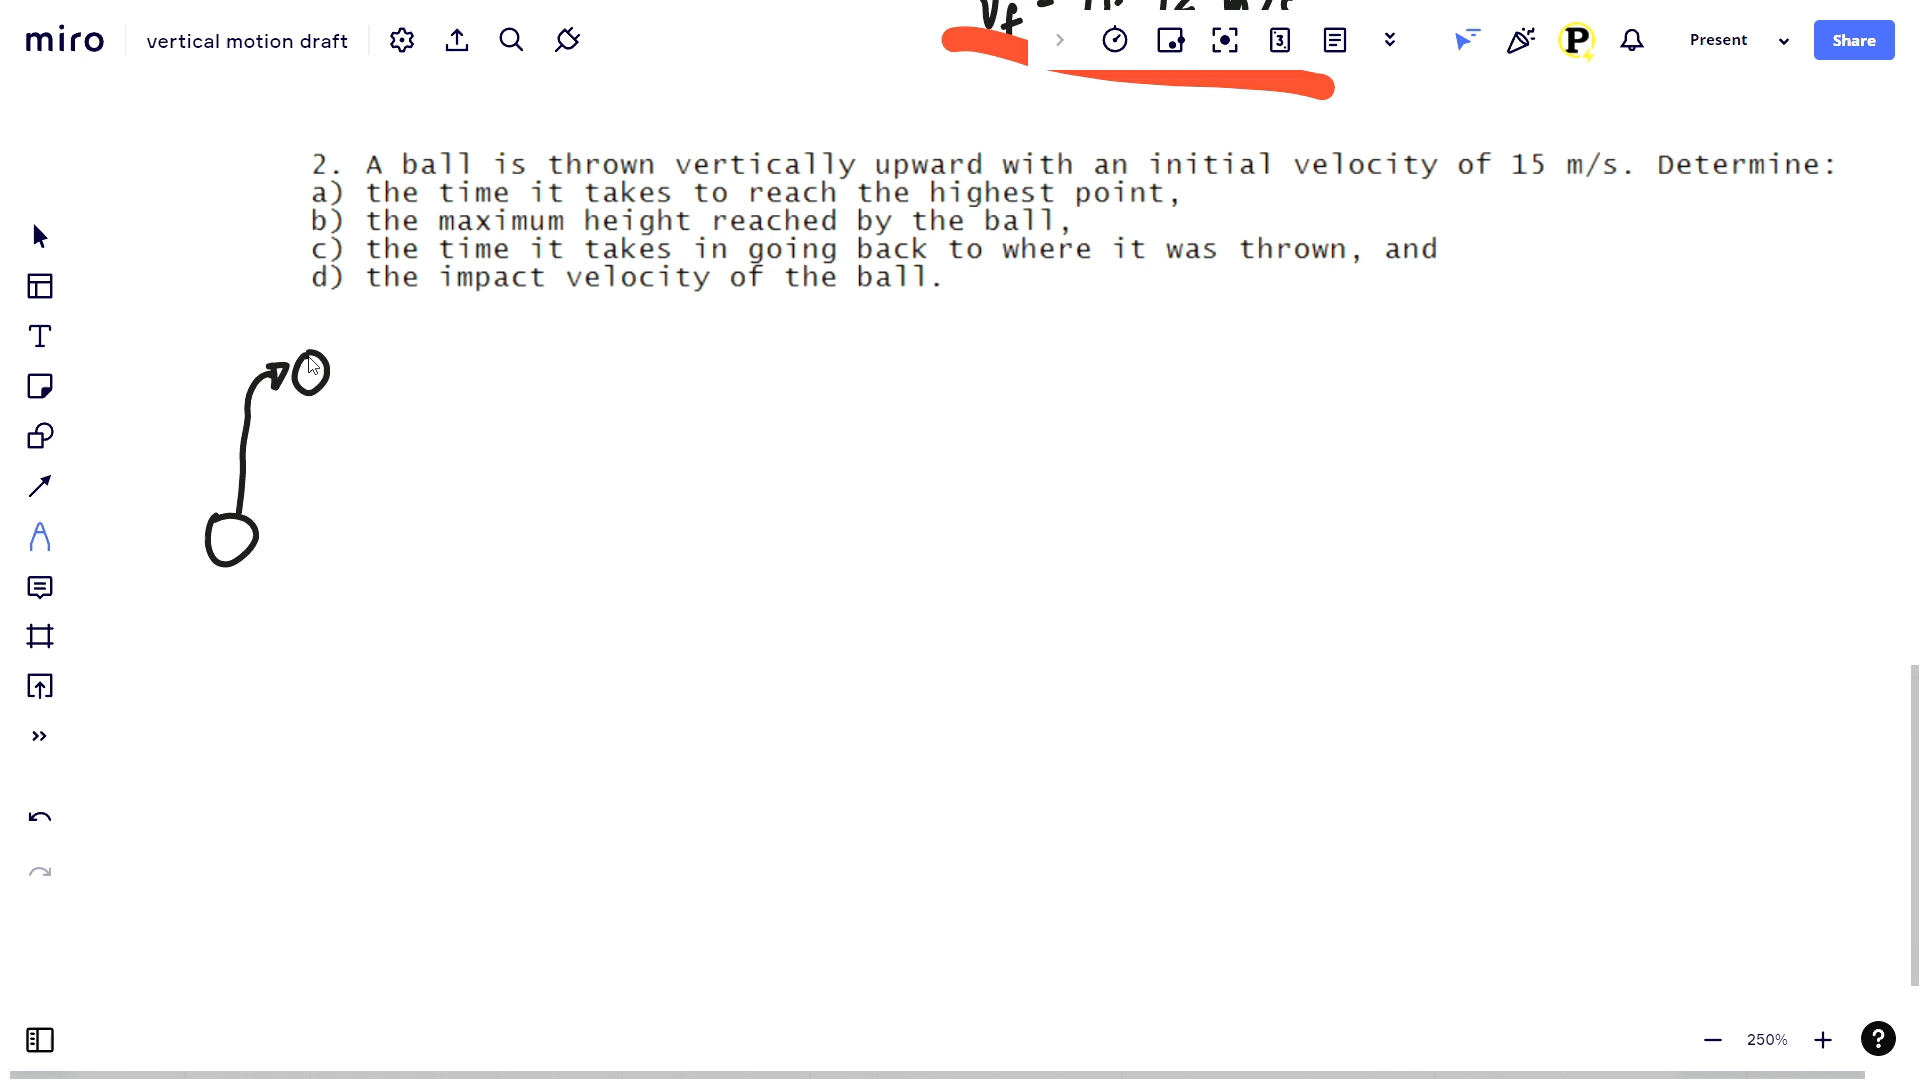 miro
vertical motion draft
3
P
Present
Share
2. A ball is thrown vertically upward with an initial velocity of 15 m/s. Determine:
a) the time it takes to reach the highest point,
b) the maximum height reached by the ball,
c) the time it takes in going back to where it was thrown, and
d) the impact velocity of the ball.
250%
?